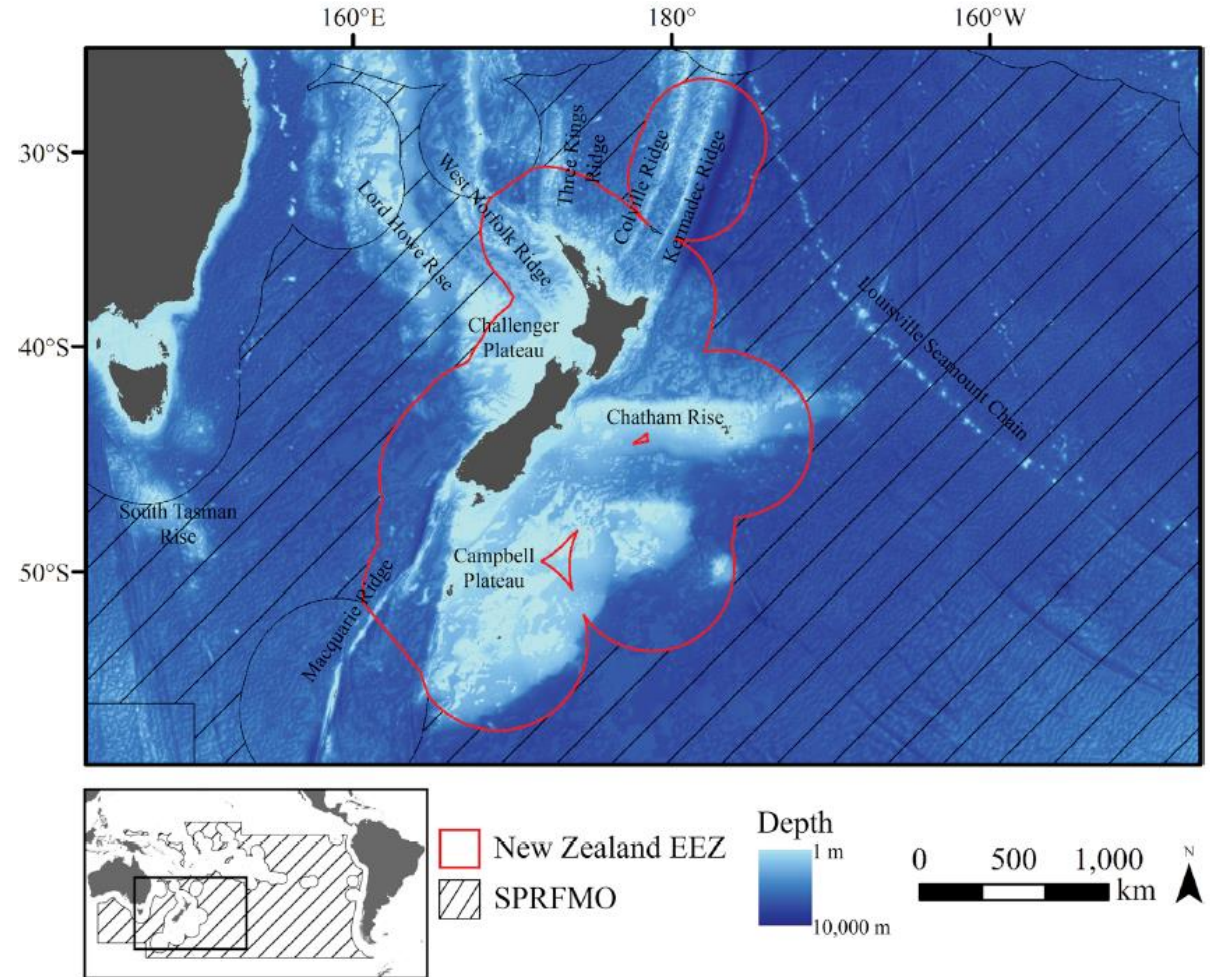 160°E
180°
160°W
30°S
40°S
50°S
Three Kings
Ridge
Colville Ridge
Kermadec Ridge
West Norfolk Ridge
Lord Howe Rise
Louisville Seamount Chain
Challenger
Plateau
Chatham Rise
South Tasman
Rise
Campbell
Plateau
Macquarie Ridge
New Zealand EEZ
SPRFMO
Depth
1 m
10,000 m
0 500 1,000
km
N